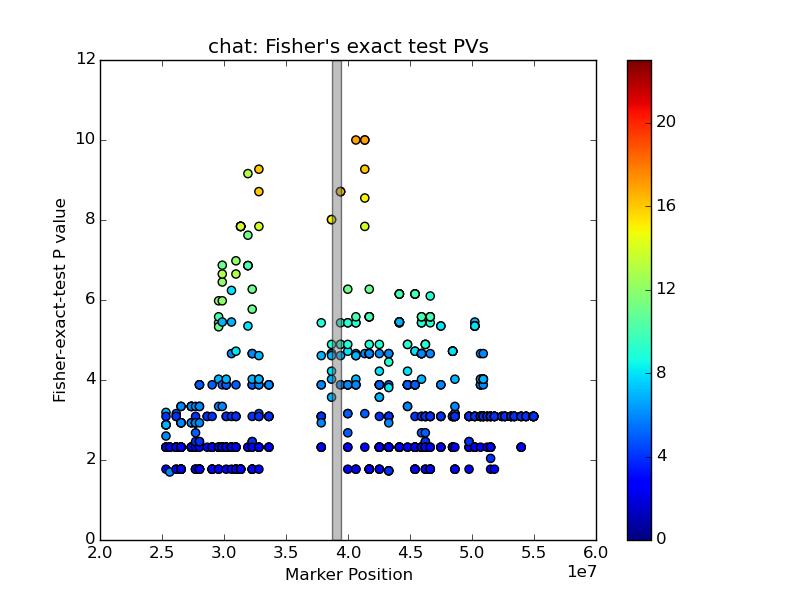 chat: Fisher's exact test PVs
12
10
8
6
4
2
0
Fisher-exact-test P value
2.0 2.5 3.0 3.5 4.0 4.5 5.0 5.5 6.0
1e7
Marker Position
20
16
12
8
4
0